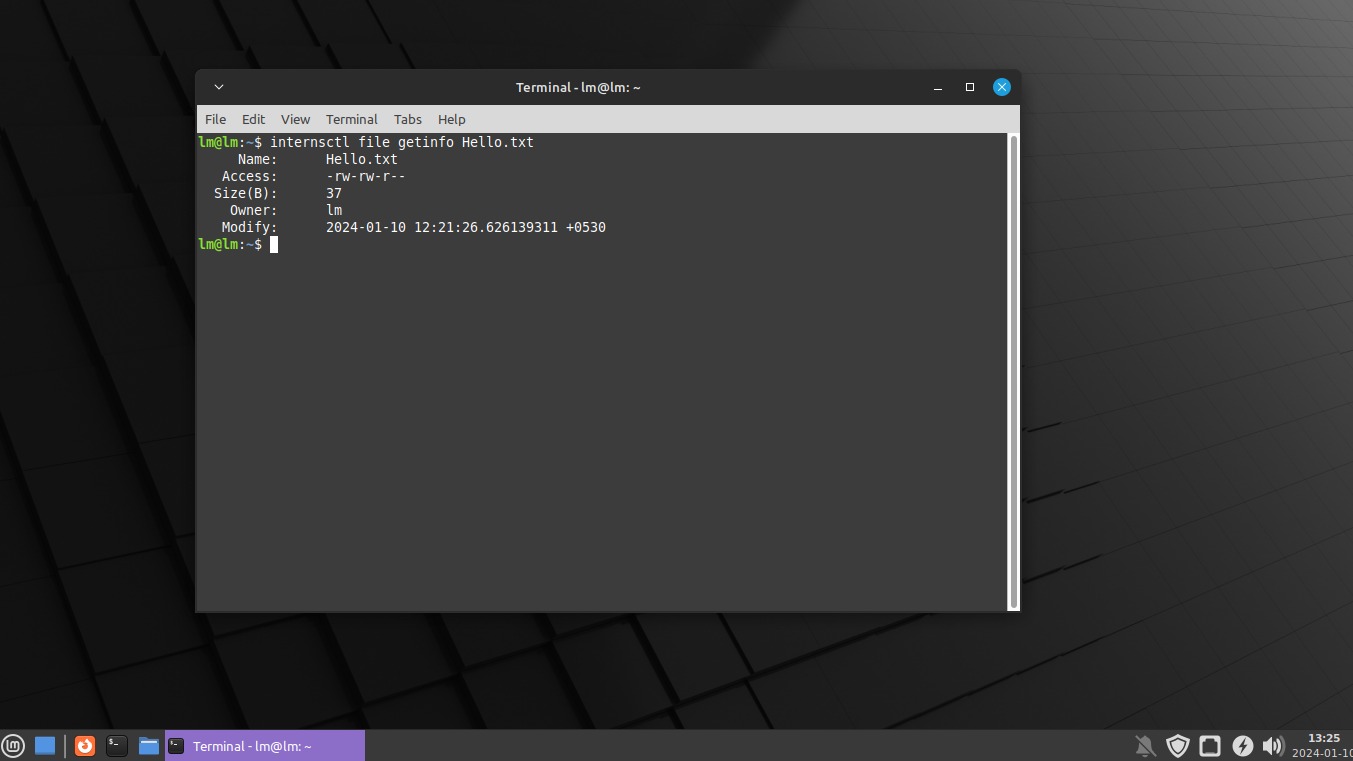 Terminal - lm@lm: ~
File Edit View Terminal Tabs Help
lm@lm:~$ internsctl file getinfo Hello.txt
     Name:      Hello.txt
   Access:      -rw-rw-r--
  Size(B):      37
    Owner:      lm
   Modify:      2024-01-10 12:21:26.626139311 +0530
lm@lm:~$
Terminal - lm@lm: ~
13:25
2024-01-10